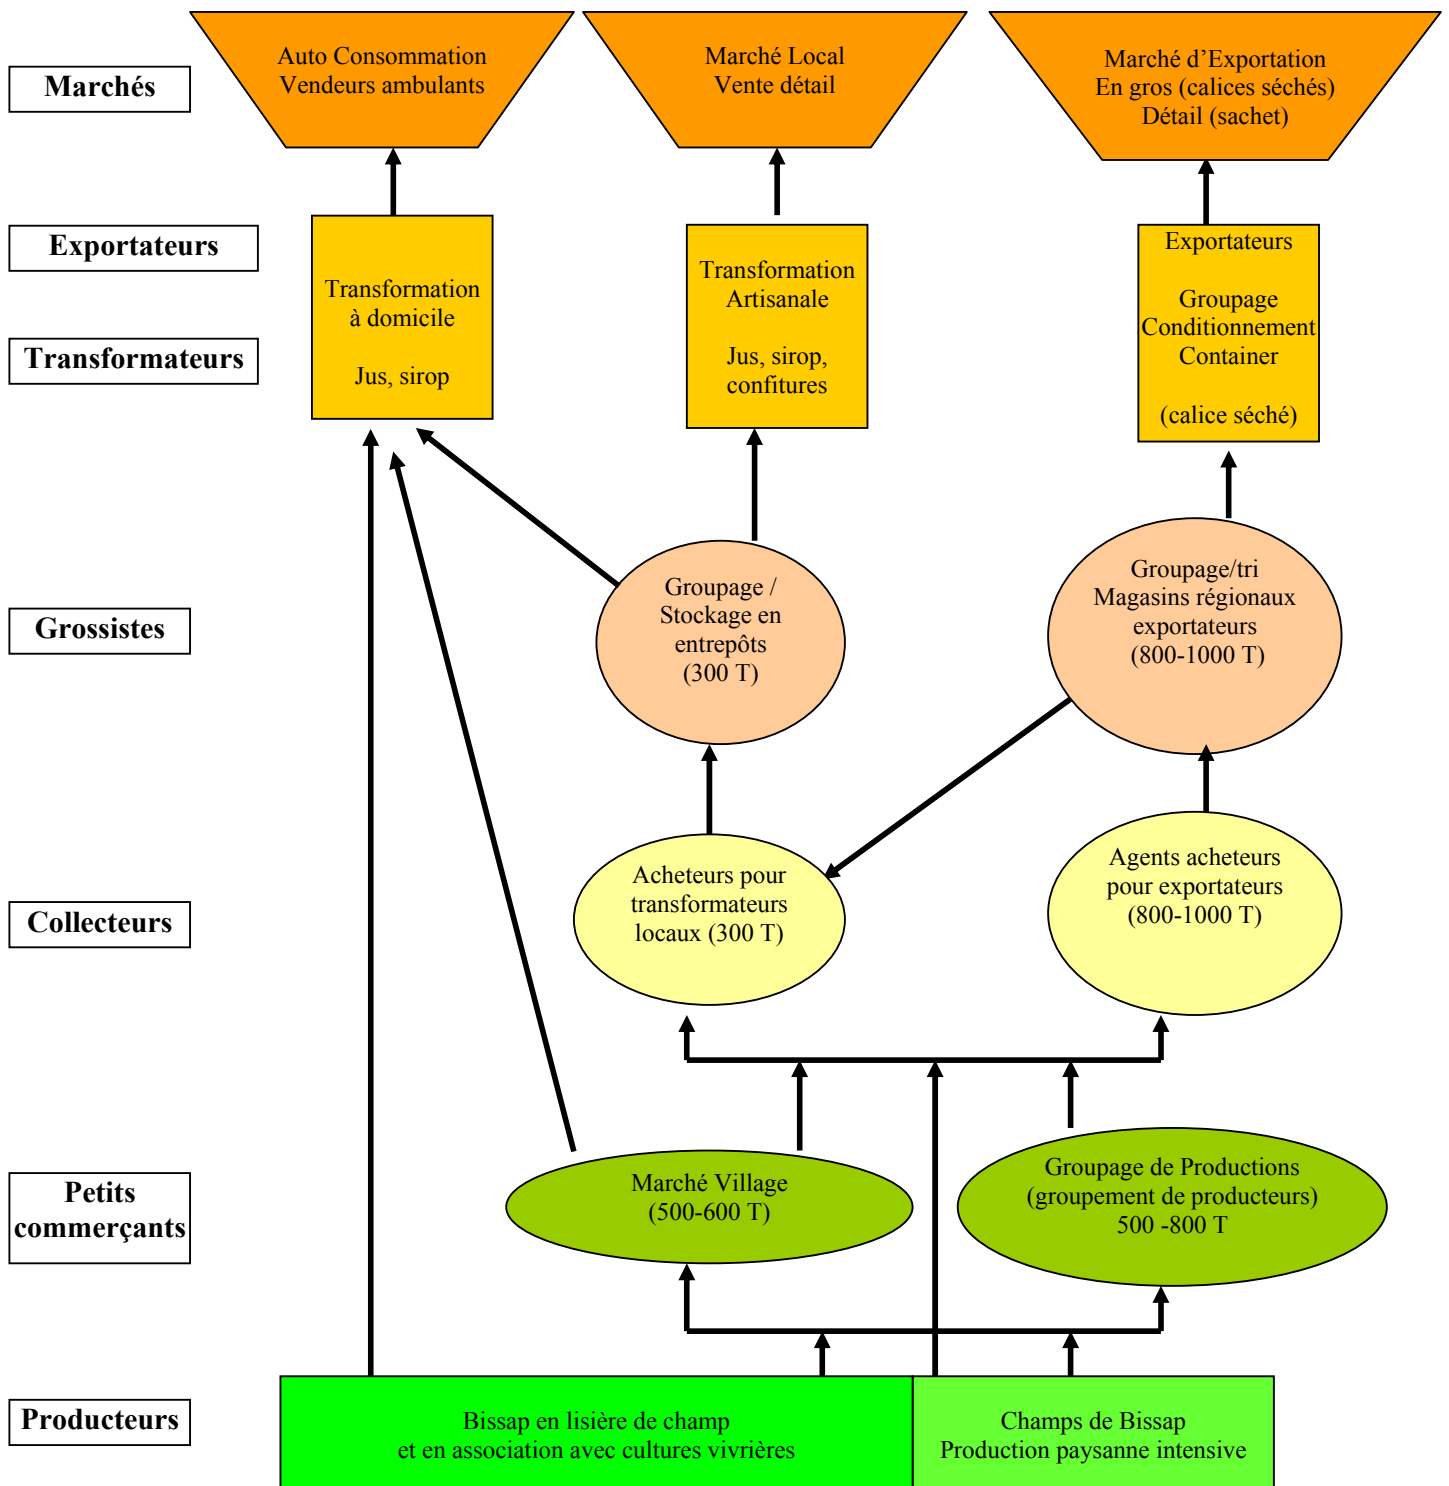 Marchés
Auto Consommation
Vendeurs ambulants
Marché Local
Vente détail
Marché d’Exportation
En gros (calices séchés)
Détail (sachet)
Exportateurs
Transformateurs
Transformation
à domicile
Jus, sirop
Transformation
Artisanale
Jus, sirop,
confitures
Exportateurs
Groupage
Conditionnement
Container
(calice séché)
Grossistes
Groupage /
Stockage en
entrepôts
(300 T)
Groupage/tri
Magasins régionaux
exportateurs
(800-1000 T)
Collecteurs
Acheteurs pour
transformateurs
locaux (300 T)
Agents acheteurs
pour exportateurs
(800-1000 T)
Petits
commerçants
Marché Village
(500-600 T)
Groupage de Productions
(groupement de producteurs)
500 -800 T
Producteurs
Bissap en lisière de champ
et en association avec cultures vivrières
Champs de Bissap
Production paysanne intensive